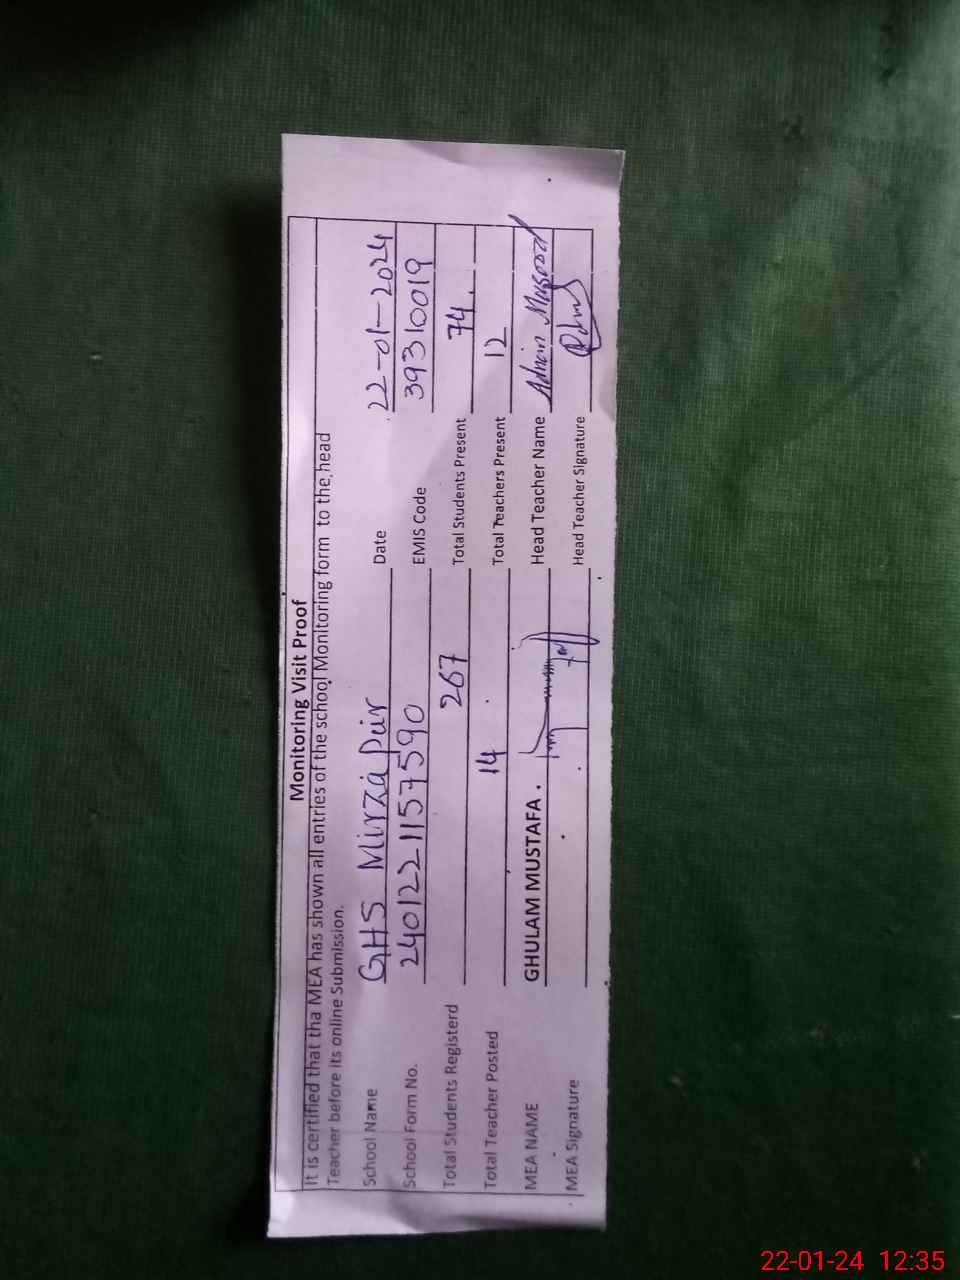 Monitoring Visit Proof
It is certified that tha MEA has shown all entries of the school Monitoring form to the head
Teacher before its online Submission.
School Name GHS Mirza Pur Date 22-01-2024
School Form No. 2401221157590 EMIS Code 39310019
Total Students Registerd 267 Total Students Present 74.
Total Teacher Posted 14 Total Teachers Present 12
MEA NAME GHULAM MUSTAFA. Head Teacher Name Adnan Masood
MEA Signature Head Teacher Signature
22-01-24 12:35